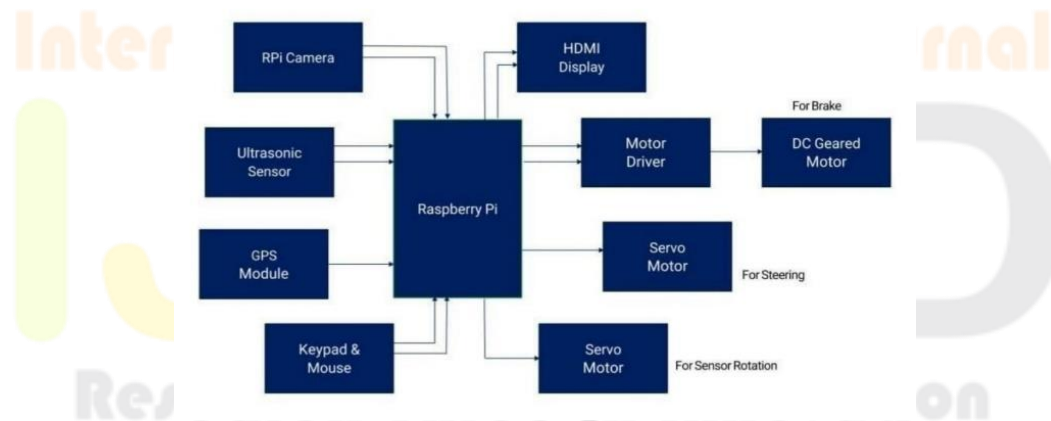 RPi Camera
HDMI
Display
For Brake
Ultrasonic
Sensor
Motor
Driver
DC Geared
Motor
Raspberry Pi
GPS
Module
Servo
Motor
For Steering
Keypad &
Mouse
Servo
Motor
For Sensor Rotation